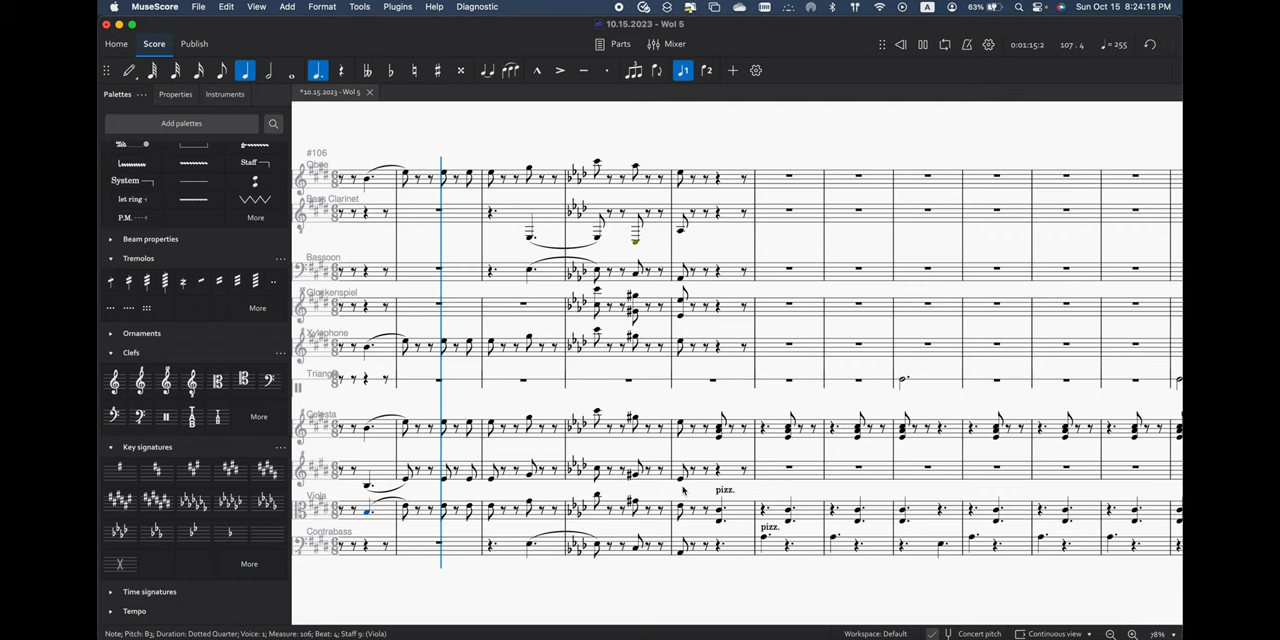 MuseScore File Edit View Add Format Tools Plugins Help Diagnostic A 63% Sun Oct 15 8:24:18 PM
10.15.2023 - Wol 5
Home Score Publish Parts Mixer 0:01:15:2 107 . 4 = 255
1 2
Palettes Properties Instruments *10.15.2023 - Wol 5
Add palettes
Staff
System
let ring
P.M. More
Beam properties
Tremolos
More
Ornaments
Clefs
More
Key signatures
X More
Time signatures
Tempo
#106
Oboe
Bass Clarinet
Bassoon
Glockenspiel
Xylophone
Triang
Celesta
Viola pizz.
pizz.
Contrabass
Note; Pitch: B3; Duration: Dotted Quarter; Voice: 1; Measure: 106; Beat: 4; Staff 9: (Viola) Workspace: Default Concert pitch Continuous view 78%